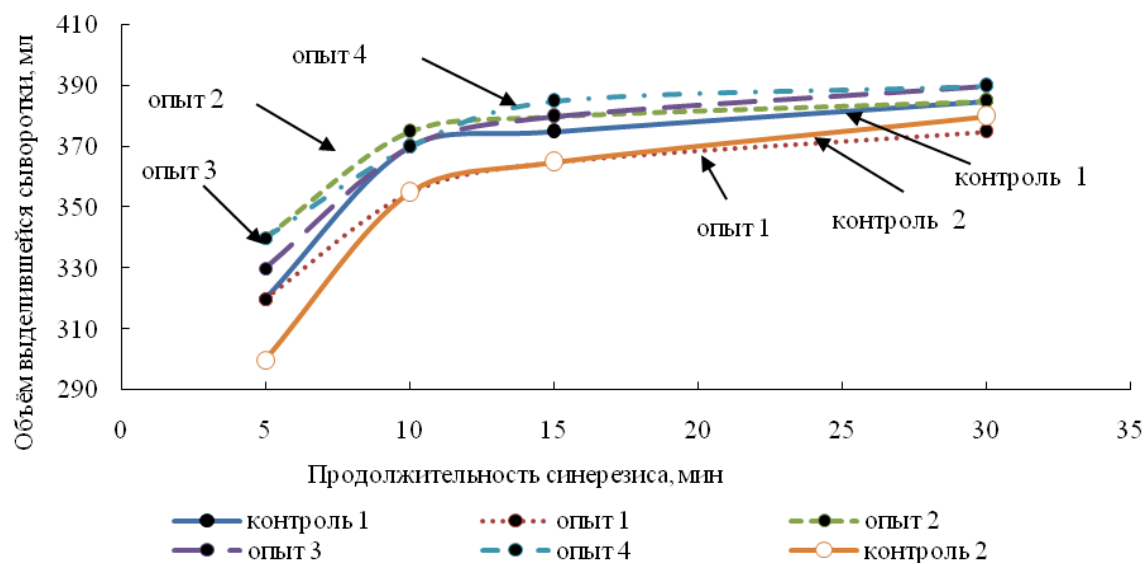 410
390
370
350
330
310
290
Объём выделившейся сыворотки, мл
опыт 4
опыт 2
опыт 3
контроль 1
контроль 2
опыт 1
0 5 10 15 20 25 30 35
Продолжительность синерезиса, мин
контроль 1 опыт 1 опыт 2
опыт 3 опыт 4 контроль 2